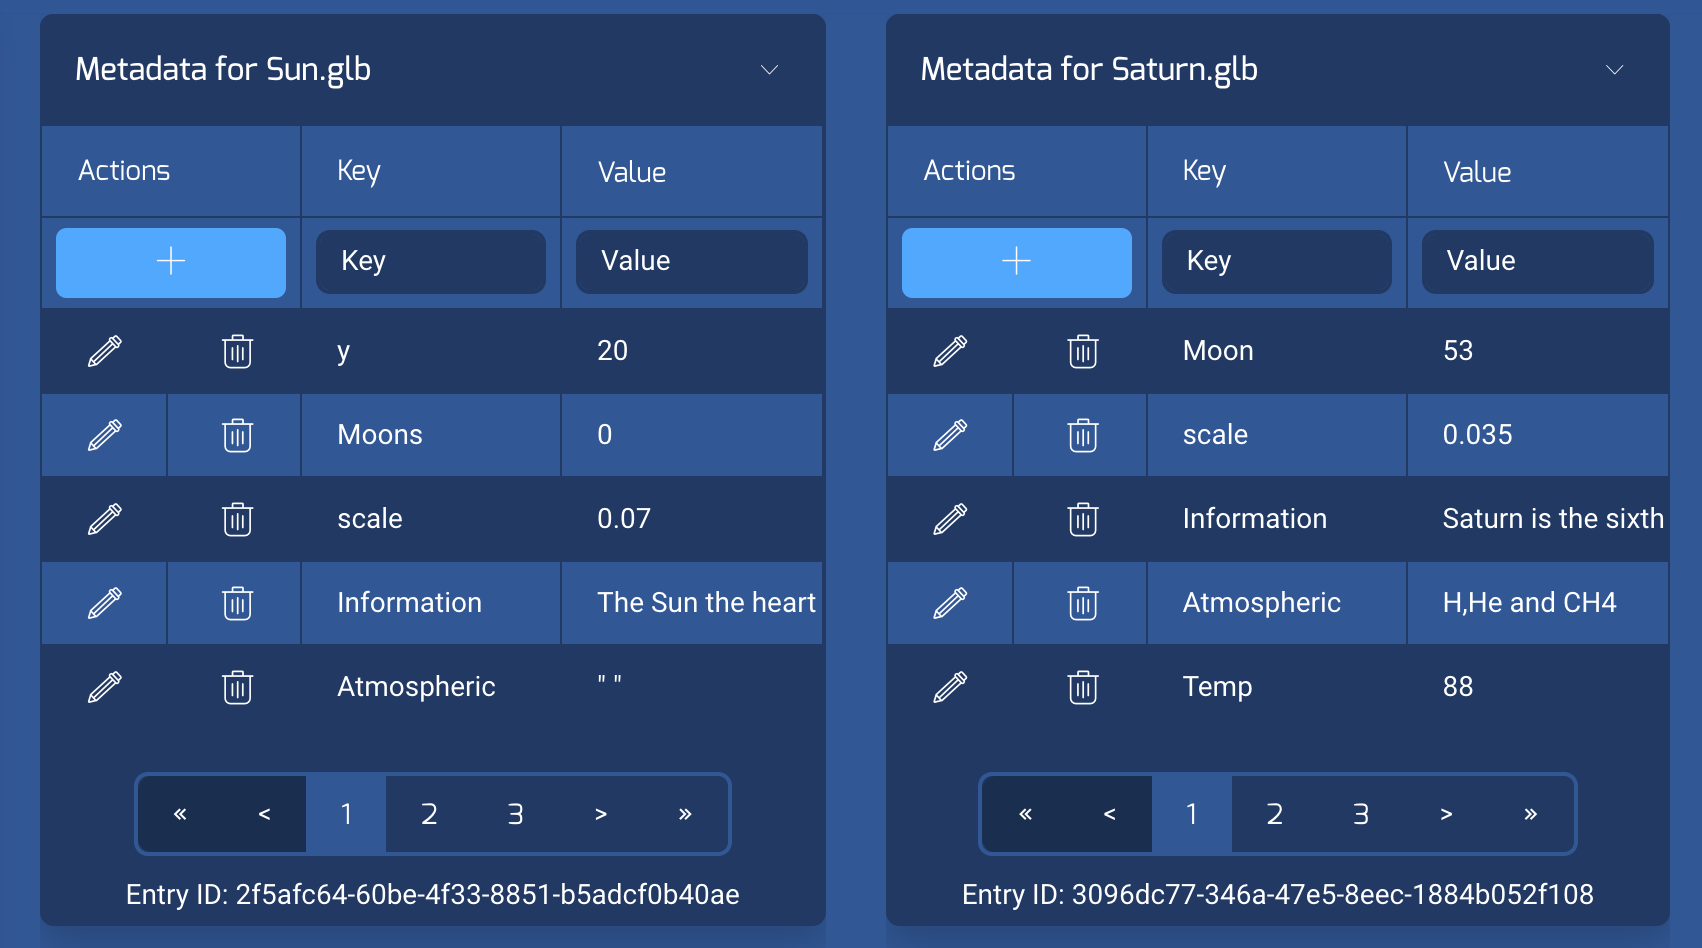 Metadata for Sun.glb
Actions Key Value
+ Key Value
y 20
Moons 0
scale 0.07
Information The Sun the heart
Atmospheric " "
« < 1 2 3 > »
Entry ID: 2f5afc64-60be-4f33-8851-b5adcf0b40ae
Metadata for Saturn.glb
Actions Key Value
+ Key Value
Moon 53
scale 0.035
Information Saturn is the sixth
Atmospheric H,He and CH4
Temp 88
« < 1 2 3 > »
Entry ID: 3096dc77-346a-47e5-8eec-1884b052f108